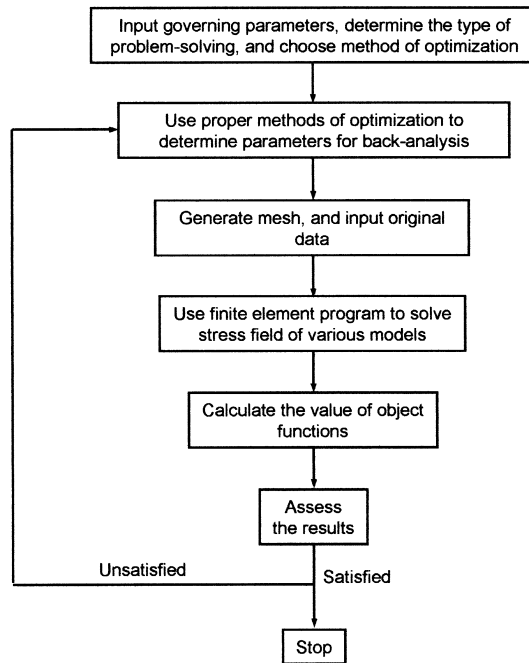 Input governing parameters, determine the type of
problem-solving, and choose method of optimization
Use proper methods of optimization to
determine parameters for back-analysis
Generate mesh, and input original
data
Use finite element program to solve
stress field of various models
Calculate the value of object
functions
Assess
the results
Unsatisfied
Satisfied
Stop